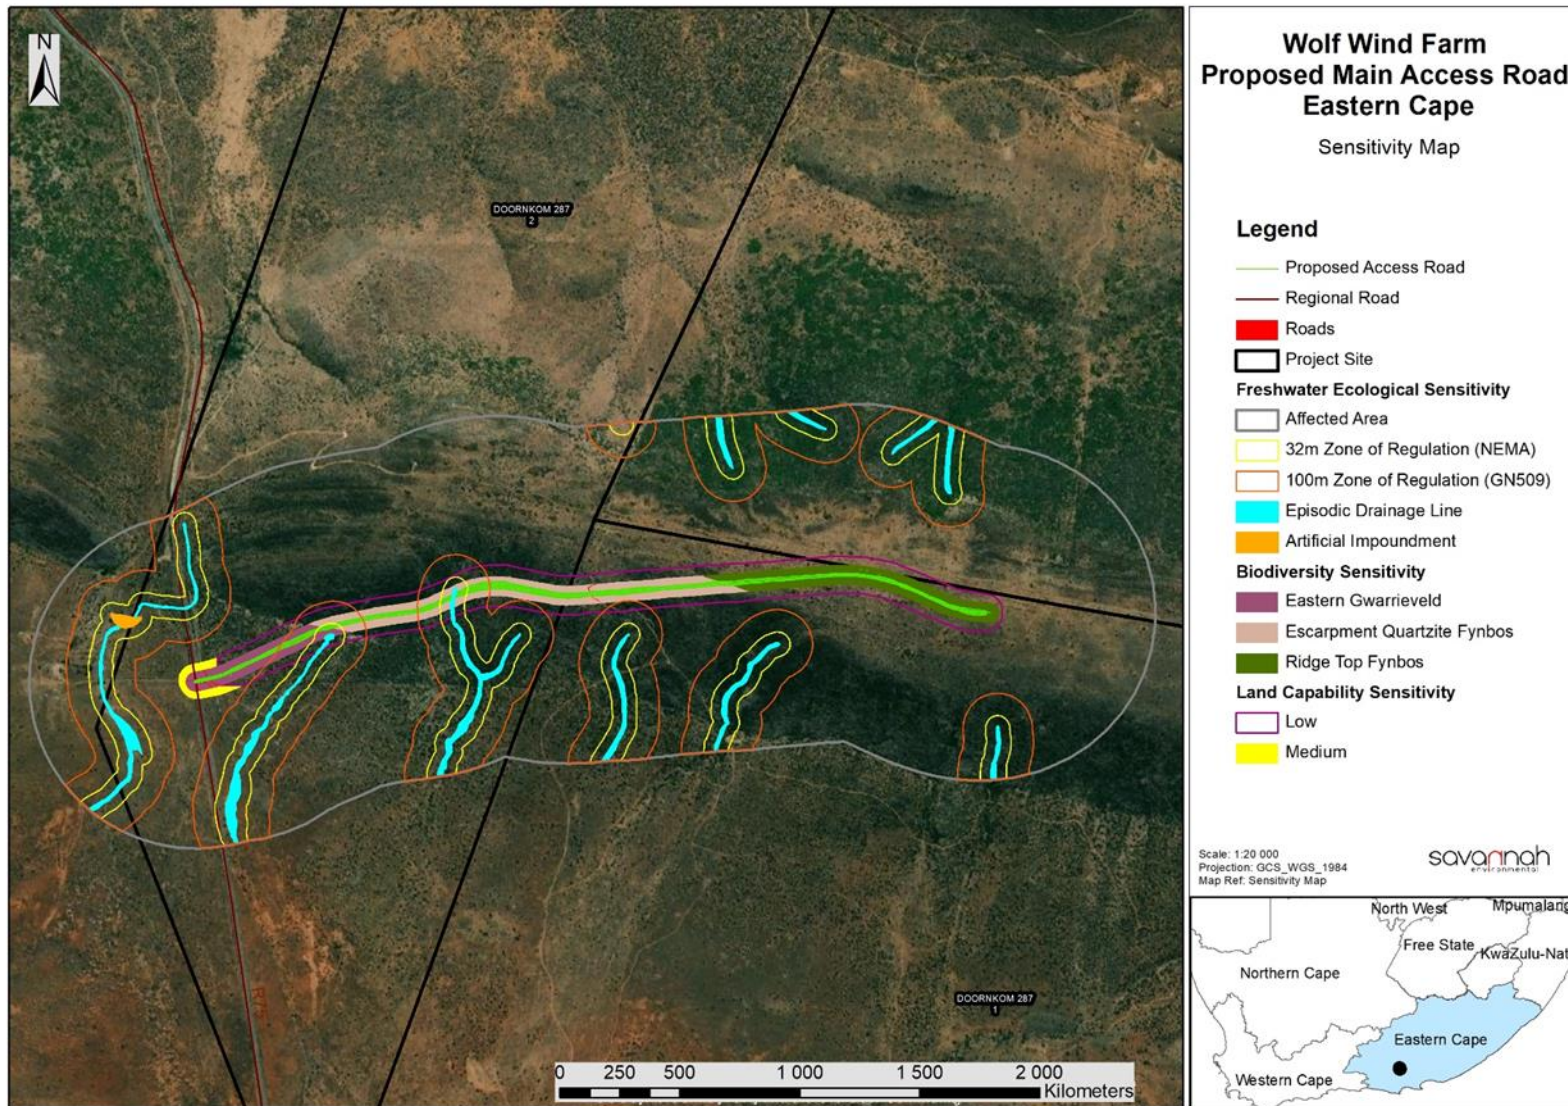 N
DOORNKOM 287
2
DOORNKOM 287
1
0 250 500 1 000 1 500 2 000
Kilometers
Wolf Wind Farm
Proposed Main Access Road
Eastern Cape
Sensitivity Map
Legend
Proposed Access Road
Regional Road
Roads
Project Site
Freshwater Ecological Sensitivity
Affected Area
32m Zone of Regulation (NEMA)
100m Zone of Regulation (GN509)
Episodic Drainage Line
Artificial Impoundment
Biodiversity Sensitivity
Eastern Gwarrieveld
Escarpment Quartzite Fynbos
Ridge Top Fynbos
Land Capability Sensitivity
Low
Medium
Scale: 1:20 000
Projection: GCS_WGS_1984
Map Ref: Sensitivity Map
savannah
environmental
North West
Mpumalang
Free State
KwaZulu-Nat
Northern Cape
Eastern Cape
Western Cape